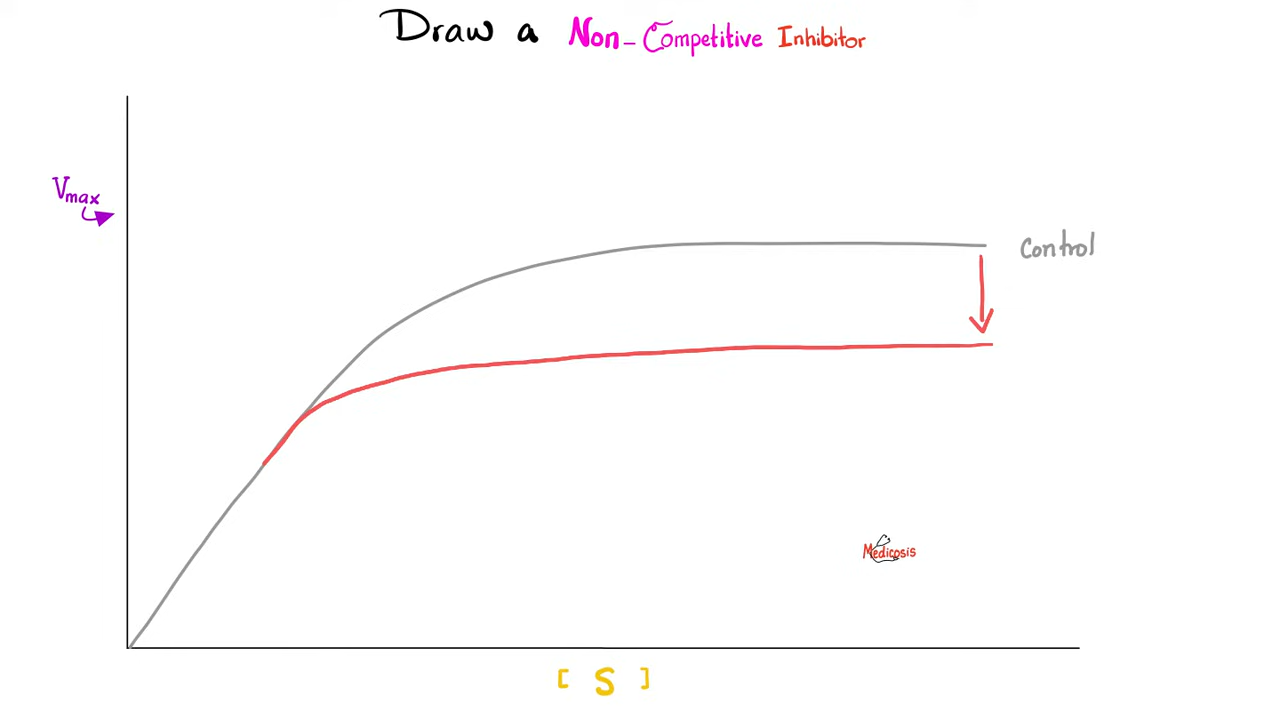 Draw a Non-Competitive Inhibitor
Vmax
Control
Medicosis
[ S ]